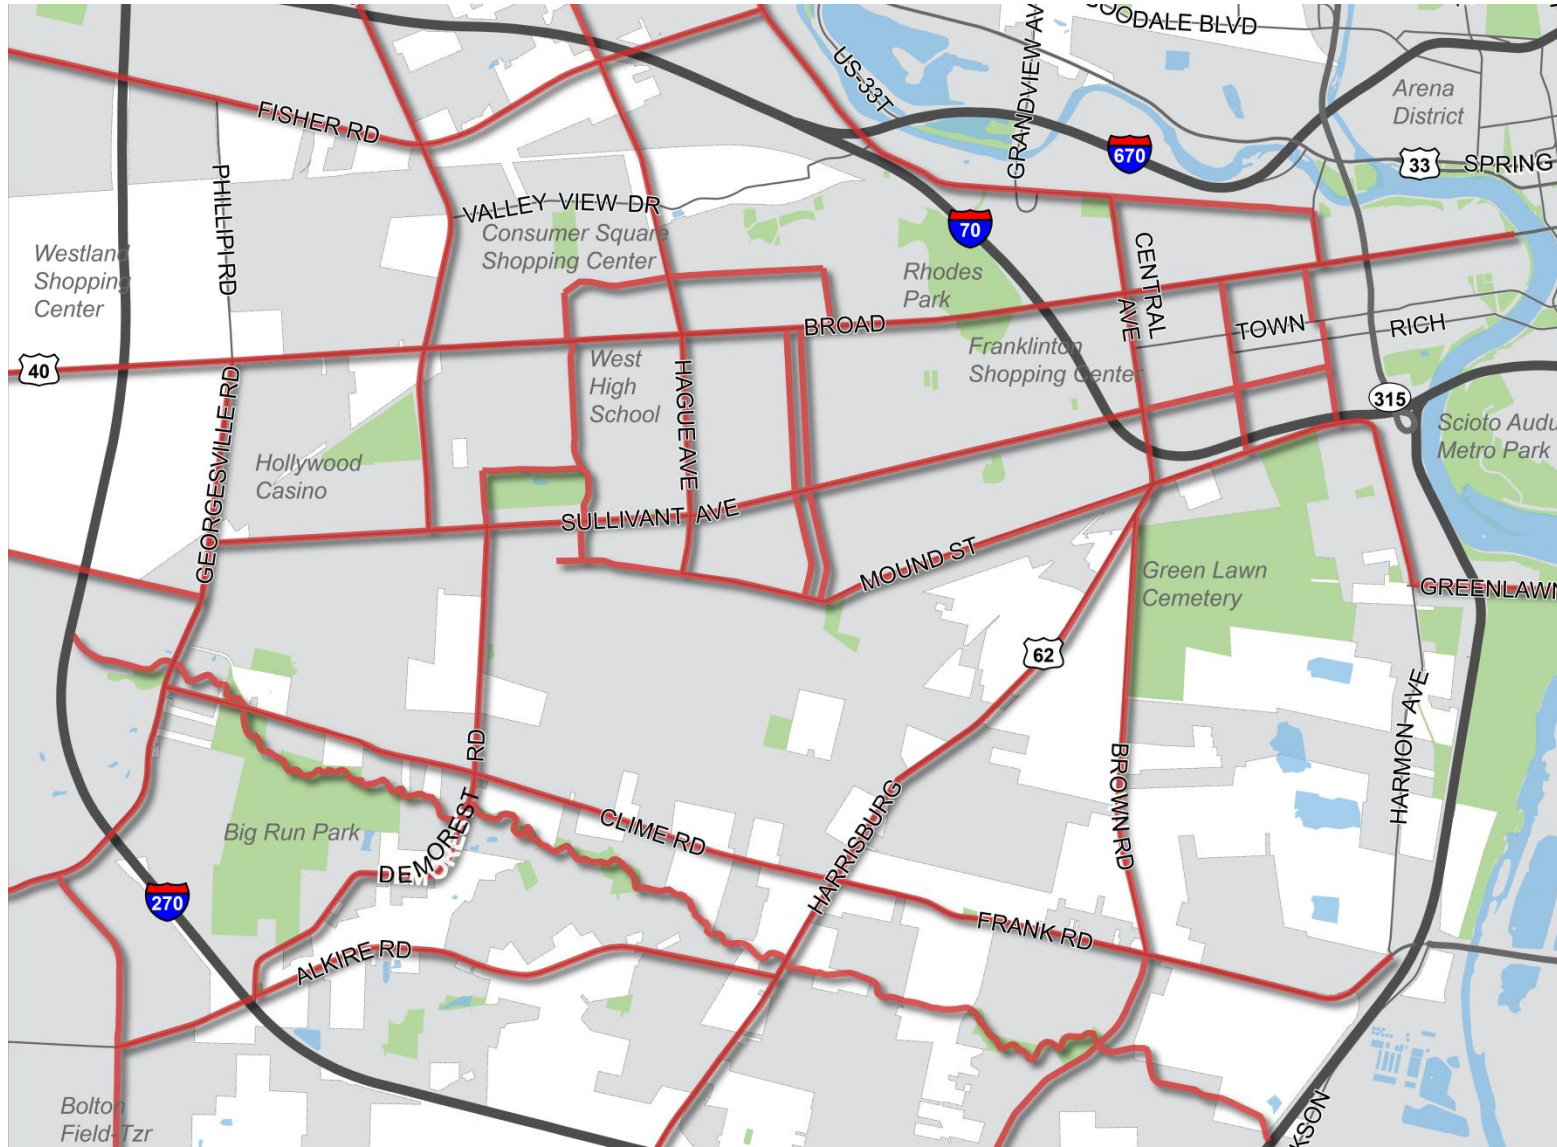 OODALE BLVD
GRANDVIEW AV
US-33T
Arena
District
FISHER RD
670
33
SPRING
PHILLIPI RD
VALLEY VIEW DR
Consumer Square
Shopping Center
70
Westland
Shopping
Center
Rhodes
Park
CENTRAL AVE
BROAD
TOWN
RICH
40
West
High
School
HAGUE AVE
Franklinton
Shopping Center
315
GEORGESVILLE RD
Scioto Audu
Metro Park
Hollywood
Casino
SULLIVANT AVE
MOUND ST
Green Lawn
Cemetery
GREENLAWN
62
HARMON AVE
DEMOREST RD
BROWN RD
Big Run Park
CLIME RD
HARRISBURG
270
FRANK RD
ALKIRE RD
Bolton
Field-Tzr
KSON